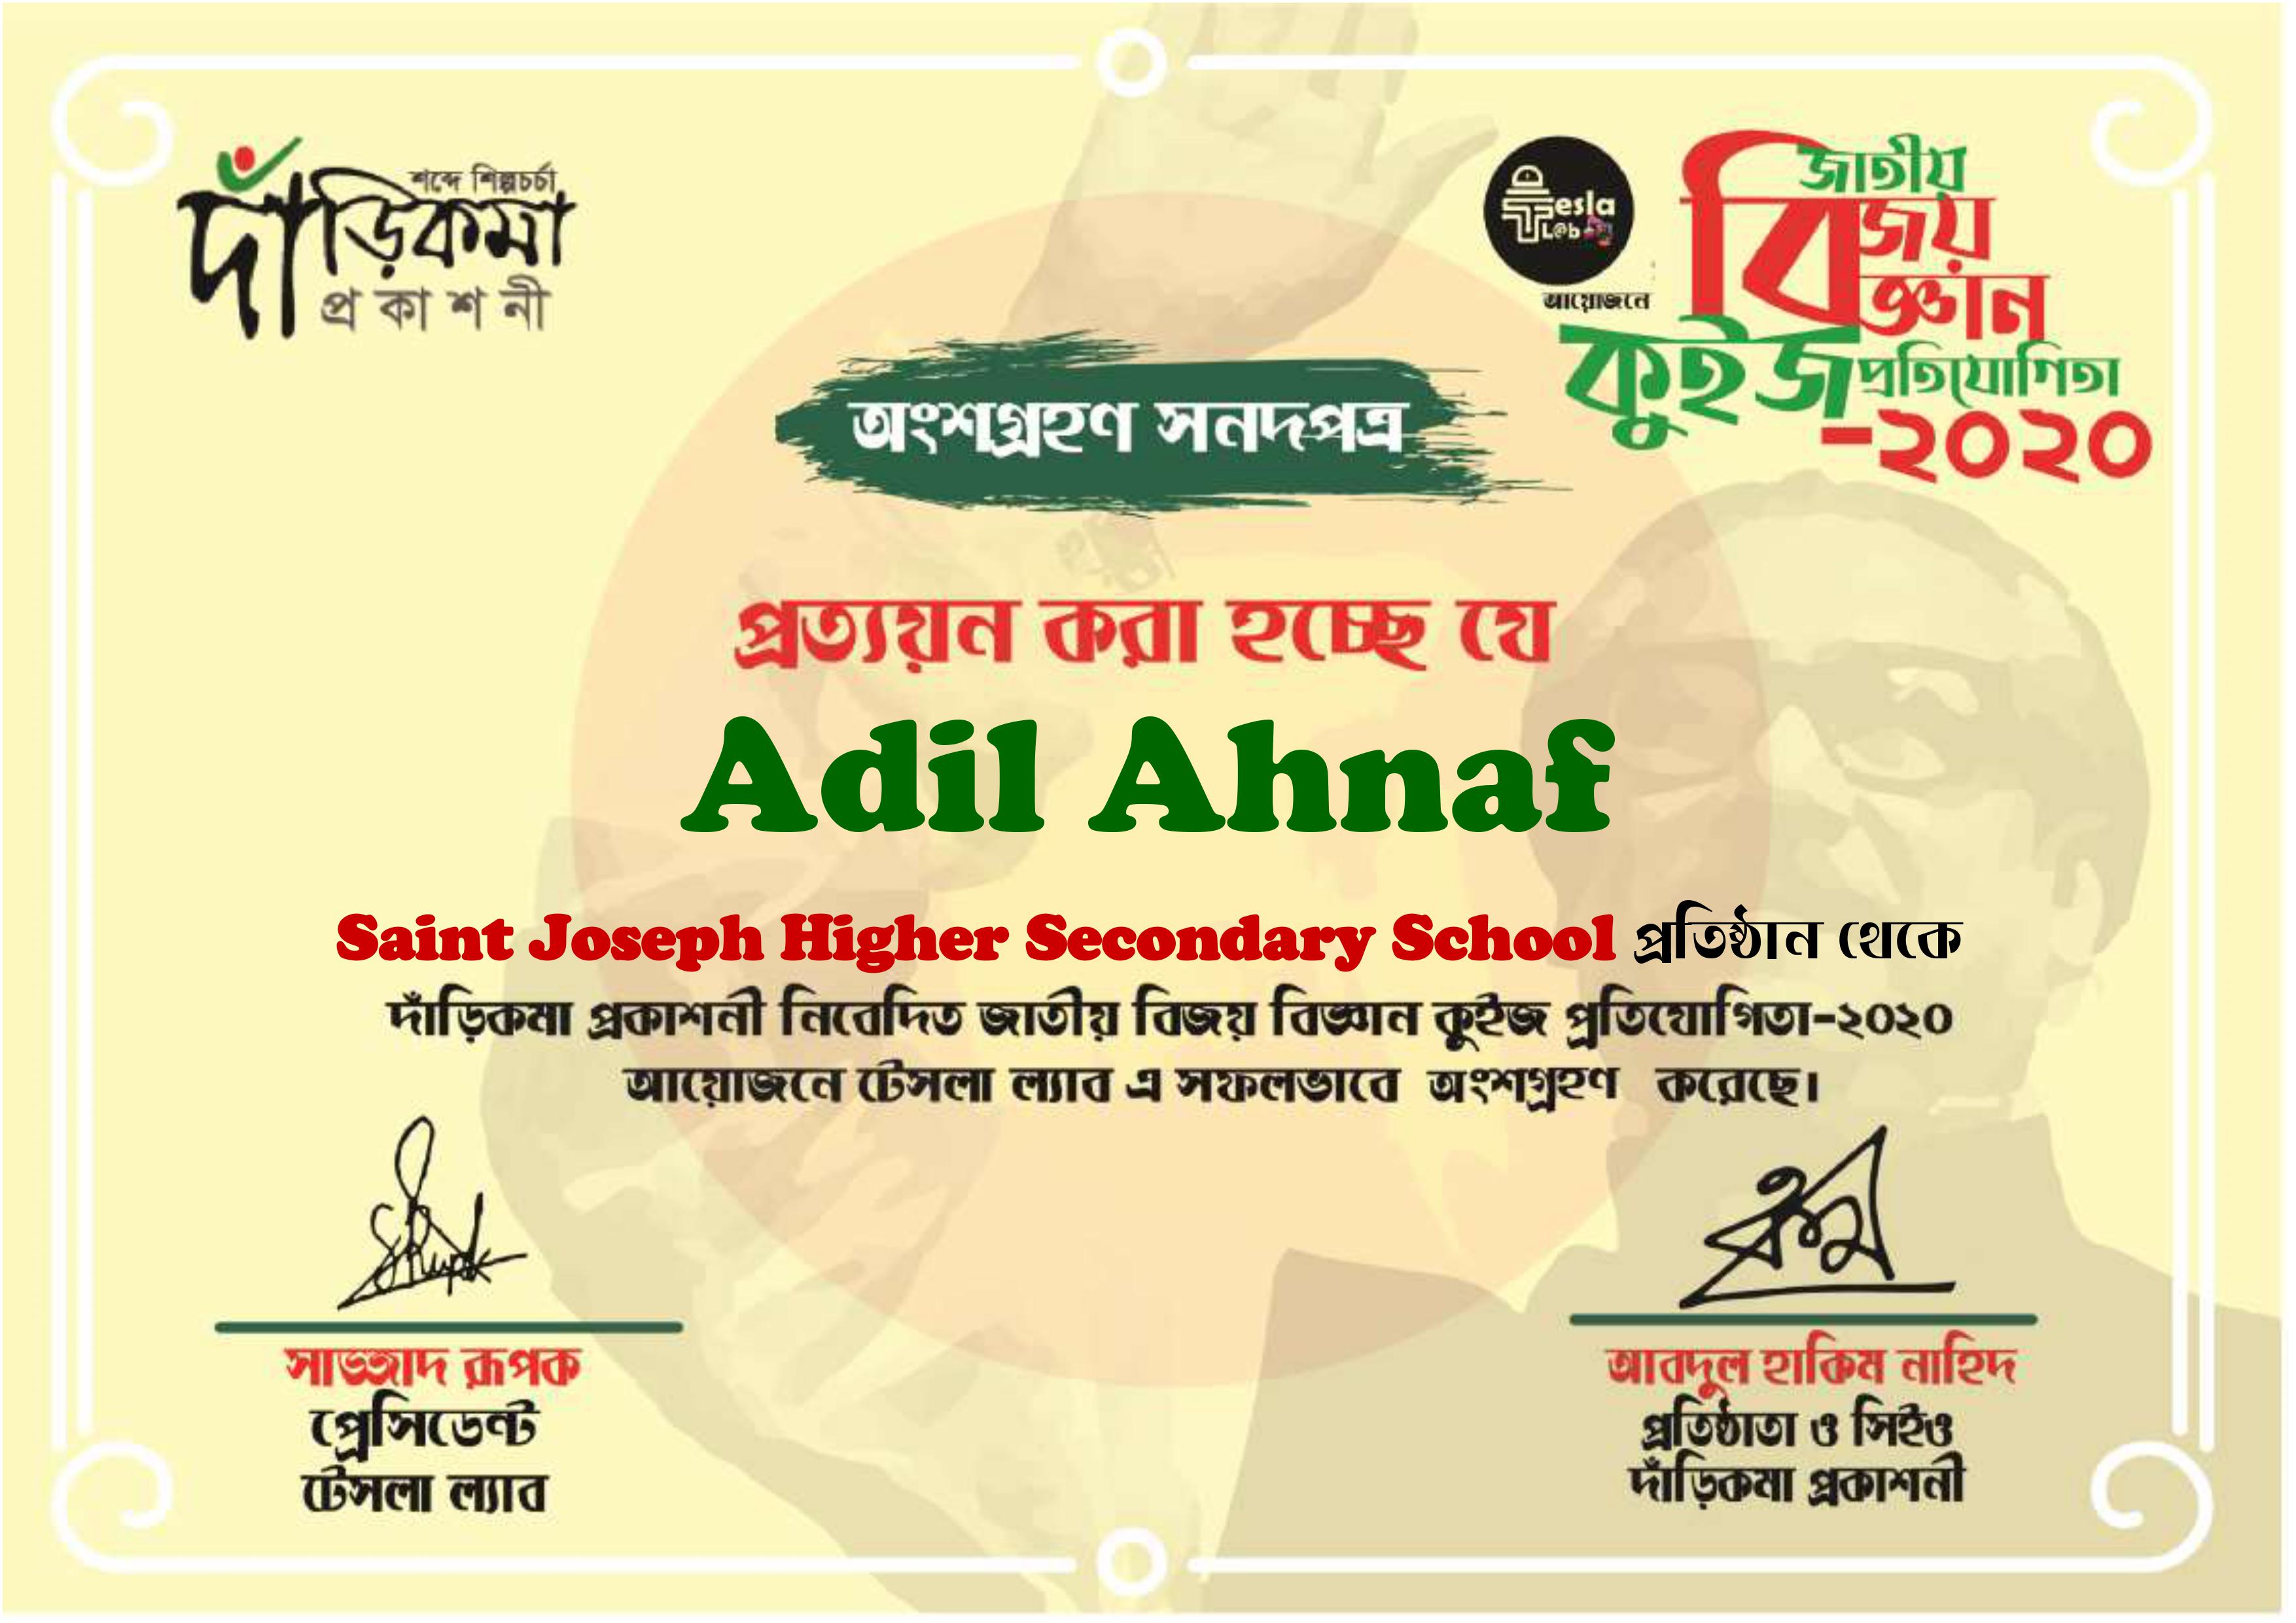 শব্দে শিল্পচর্চা
দাঁড়িকমা
প্রকাশনী
Tesla
L@b
আয়োজনে
জাতীয়
বিজয়
বিজ্ঞান
কুইজ প্রতিযোগিতা
-২০২০
অংশগ্রহণ সনদপত্র
প্রত্যয়ন করা হচ্ছে যে
Adil Ahnaf
Saint Joseph Higher Secondary School প্রতিষ্ঠান থেকে
দাঁড়িকমা প্রকাশনী নিবেদিত জাতীয় বিজয় বিজ্ঞান কুইজ প্রতিযোগিতা-২০২০
আয়োজনে টেসলা ল্যাব এ সফলভাবে অংশগ্রহণ করেছে।
সাজ্জাদ রূপক
প্রেসিডেন্ট
টেসলা ল্যাব
আবদুল হাকিম নাহিদ
প্রতিষ্ঠাতা ও সিইও
দাঁড়িকমা প্রকাশনী